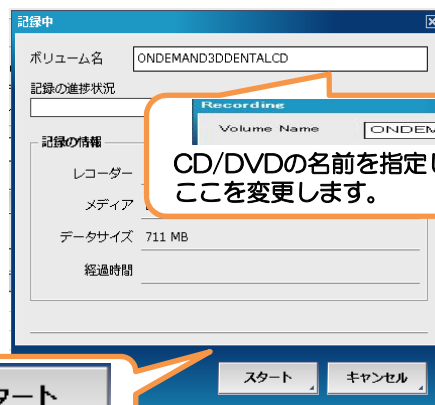 記録中
ボリューム名 ONDEMAND3DDENTALCD
記録の進捗状況
Recording
Volume Name ONDEM
CD/DVDの名前を指定し
ここを変更します。
記録の情報
レコーダー
メディア
データサイズ 711 MB
経過時間
スタート キャンセル
タート